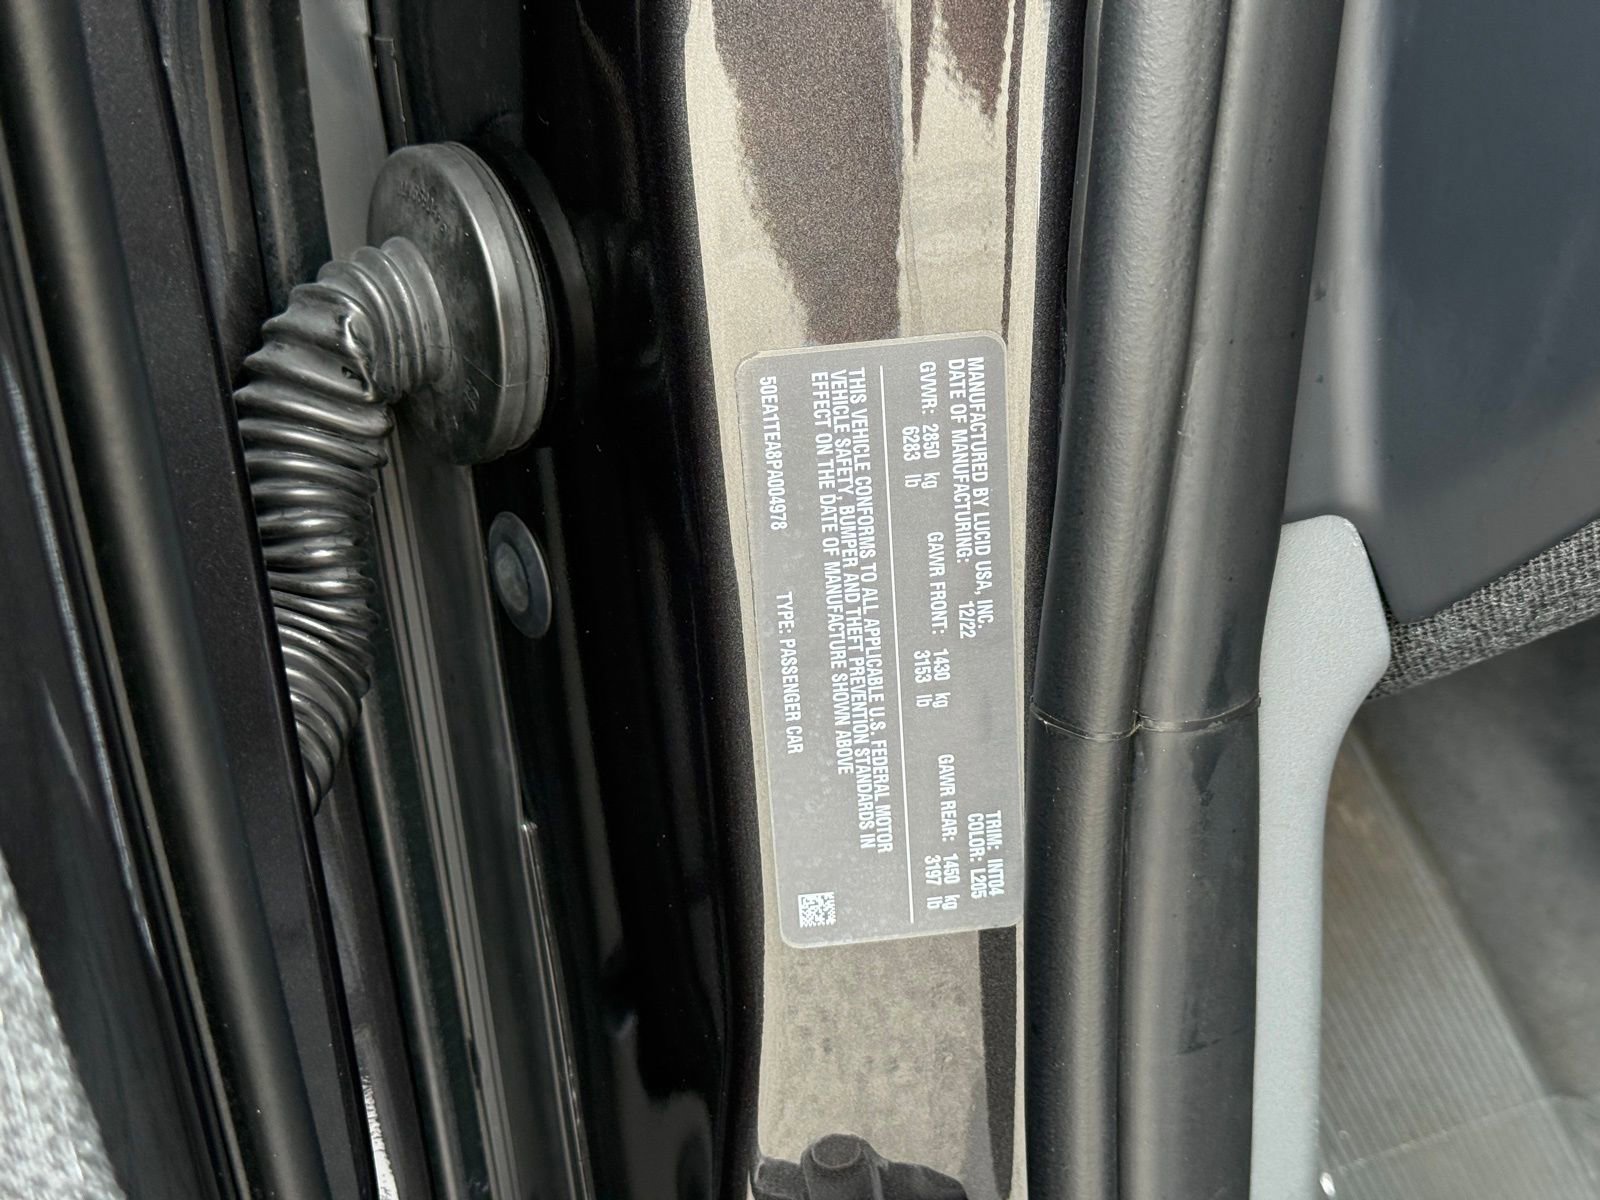 MANUFACTURED BY LUCID USA, INC. TRIM: INT04
DATE OF MANUFACTURING: 12/22 COLOR: L205
GVWR: 2850 kg GAWR FRONT: 1430 kg GAWR REAR: 1450 kg
6283 lb 3153 lb 3197 lb
THIS VEHICLE CONFORMS TO ALL APPLICABLE U.S. FEDERAL MOTOR
VEHICLE SAFETY, BUMPER AND THEFT PREVENTION STANDARDS IN
EFFECT ON THE DATE OF MANUFACTURE SHOWN ABOVE
50EA1TEA8PA004978 TYPE: PASSENGER CAR